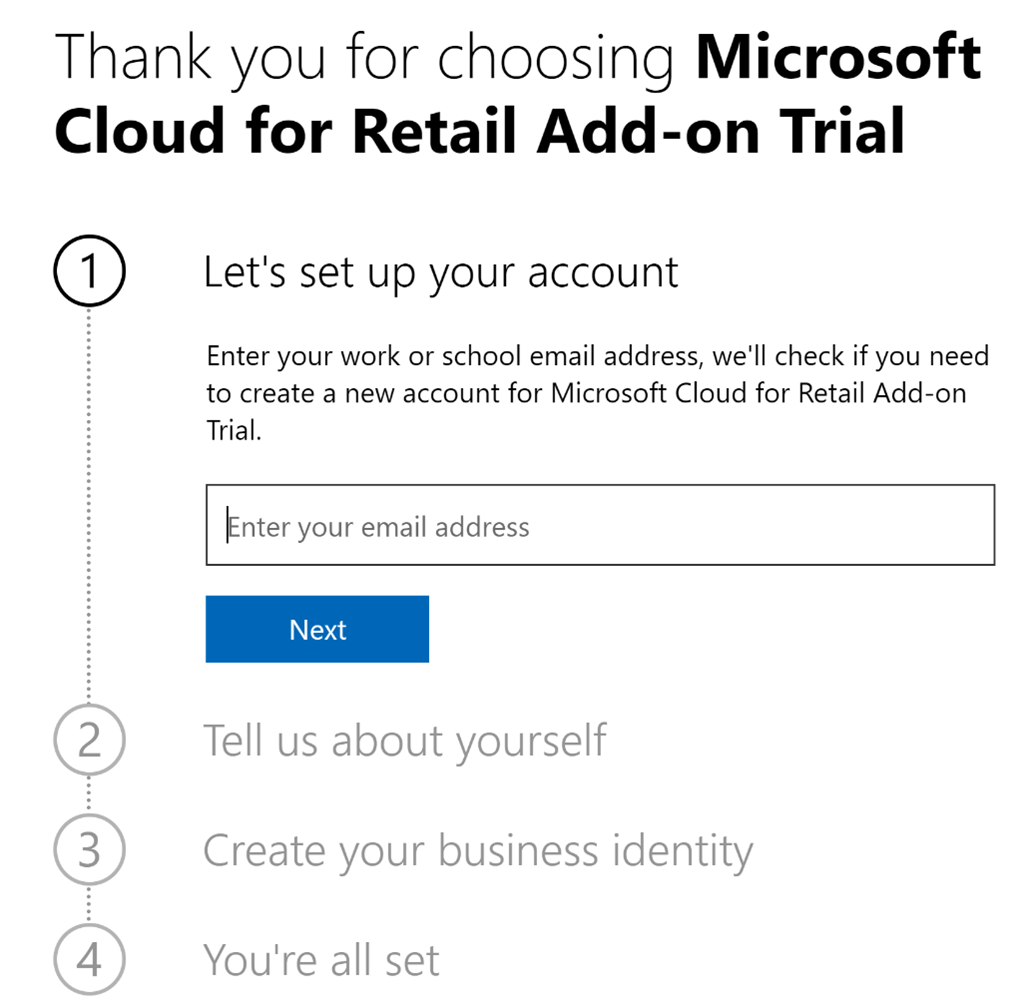 Thank you for choosing Microsoft
Cloud for Retail Add-on Trial
1
Let's set up your account
Enter your work or school email address, we'll check if you need
to create a new account for Microsoft Cloud for Retail Add-on
Trial.
Enter your email address
Next
2
Tell us about yourself
3
Create your business identity
4
You're all set